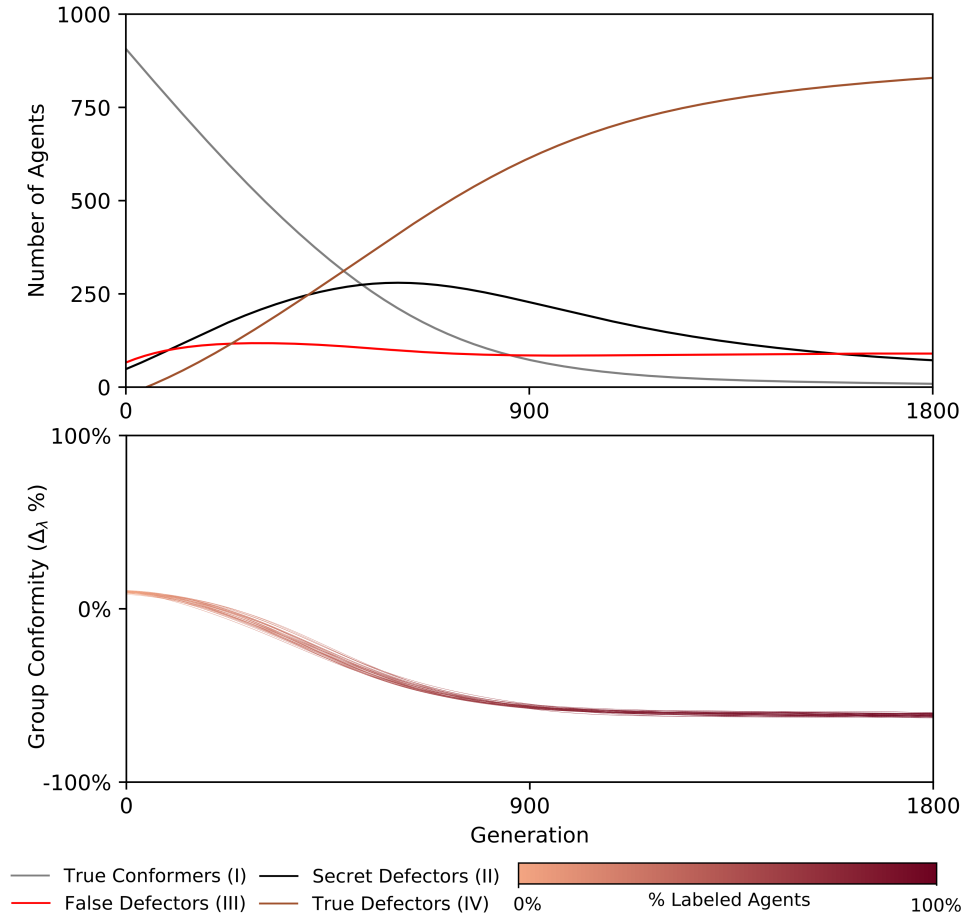 1000
750
500
250
0
Number of Agents
0 900 1800
100%
0%
-100%
Group Conformity (Δλ %)
0 900 1800
Generation
True Conformers (I) Secret Defectors (II)
False Defectors (III) True Defectors (IV)
0% % Labeled Agents 100%